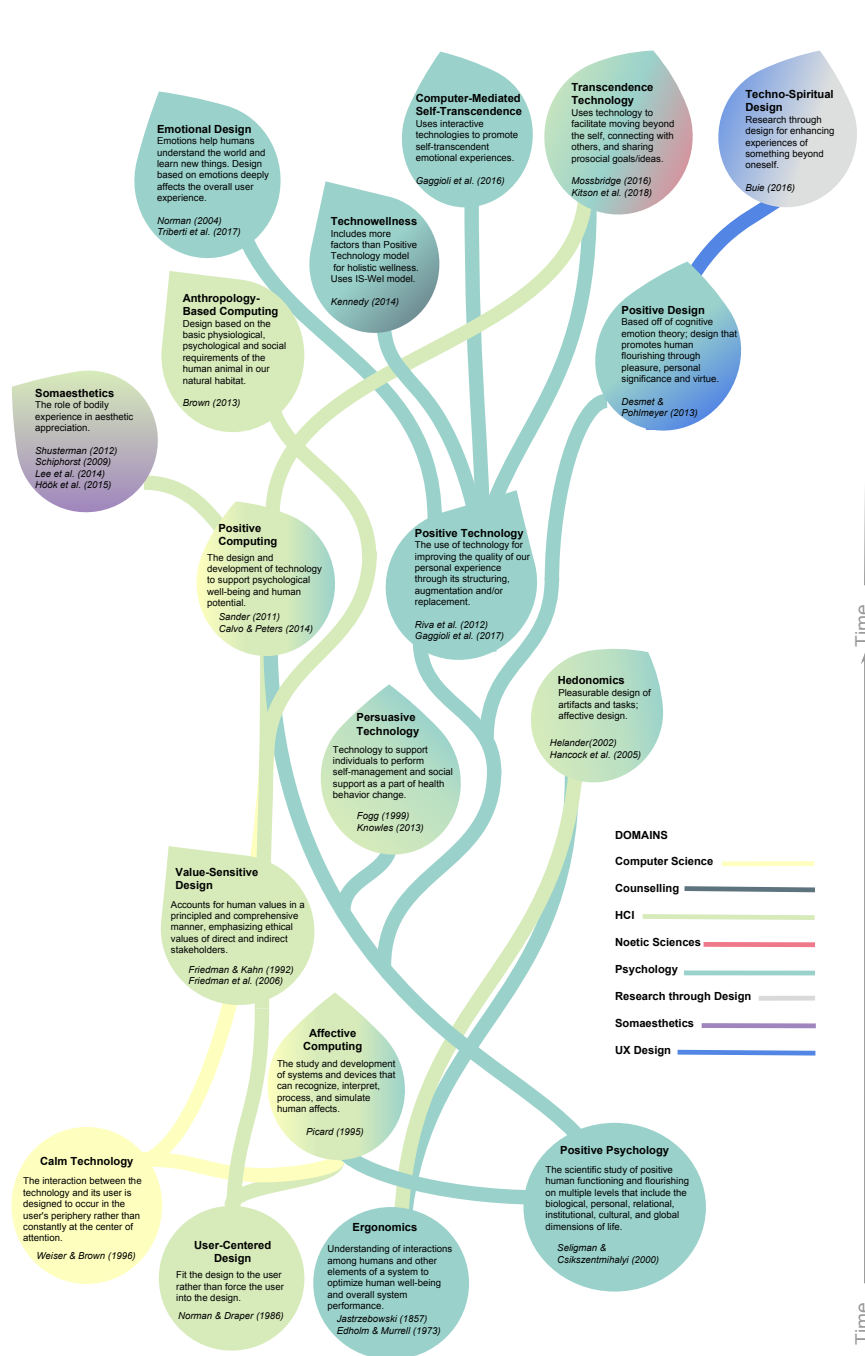 Emotional Design
Emotions help humans
understand the world and
learn new things. Design
based on emotions deeply
affects the overall user
experience.
Norman (2004)
Triberti et al. (2017)
Computer-Mediated
Self-Transcendence
Uses interactive
technologies to promote
self-transcendent
emotional experiences.
Gaggioli et al. (2016)
Transcendence
Technology
Uses technology to
facilitate moving beyond
the self, connecting with
others, and sharing
prosocial goals/ideas.
Mossbridge (2016)
Kitson et al. (2018)
Techno-Spiritual
Design
Research through
design for enhancing
experiences of
something beyond
oneself.
Buie (2016)
Technowellness
Includes more
factors than Positive
Technology model
for holistic wellness.
Uses IS-Wel model.
Kennedy (2014)
Anthropology-
Based Computing
Design based on the
basic physiological,
psychological and social
requirements of the
human animal in our
natural habitat.
Brown (2013)
Positive Design
Based off of cognitive
emotion theory; design that
promotes human
flourishing through
pleasure, personal
significance and virtue.
Desmet &
Pohlmeyer (2013)
Somaesthetics
The role of bodily
experience in aesthetic
appreciation.
Shusterman (2012)
Schiphorst (2009)
Lee et al. (2014)
Höök et al. (2015)
Positive
Computing
The design and
development of technology
to support psychological
well-being and human
potential.
Sander (2011)
Calvo & Peters (2014)
Positive Technology
The use of technology for
improving the quality of our
personal experience
through its structuring,
augmentation and/or
replacement.
Riva et al. (2012)
Gaggioli et al. (2017)
Time
Hedonomics
Pleasurable design of
artifacts and tasks;
affective design.
Helander(2002)
Hancock et al. (2005)
Persuasive
Technology
Technology to support
individuals to perform
self-management and social
support as a part of health
behavior change.
Fogg (1999)
Knowles (2013)
DOMAINS
Computer Science
Counselling
HCI
Noetic Sciences
Psychology
Research through Design
Somaesthetics
UX Design
Value-Sensitive
Design
Accounts for human values in a
principled and comprehensive
manner, emphasizing ethical
values of direct and indirect
stakeholders.
Friedman & Kahn (1992)
Friedman et al. (2006)
Affective
Computing
The study and development
of systems and devices that
can recognize, interpret,
process, and simulate
human affects.
Picard (1995)
Calm Technology
The interaction between the
technology and its user is
designed to occur in the
user's periphery rather than
constantly at the center of
attention.
Weiser & Brown (1996)
User-Centered
Design
Fit the design to the user
rather than force the user
into the design.
Norman & Draper (1986)
Ergonomics
Understanding of interactions
among humans and other
elements of a system to
optimize human well-being
and overall system
performance.
Jastrzebowski (1857)
Edholm & Murrell (1973)
Positive Psychology
The scientific study of positive
human functioning and flourishing
on multiple levels that include the
biological, personal, relational,
institutional, cultural, and global
dimensions of life.
Seligman &
Csikszentmihalyi (2000)
Time